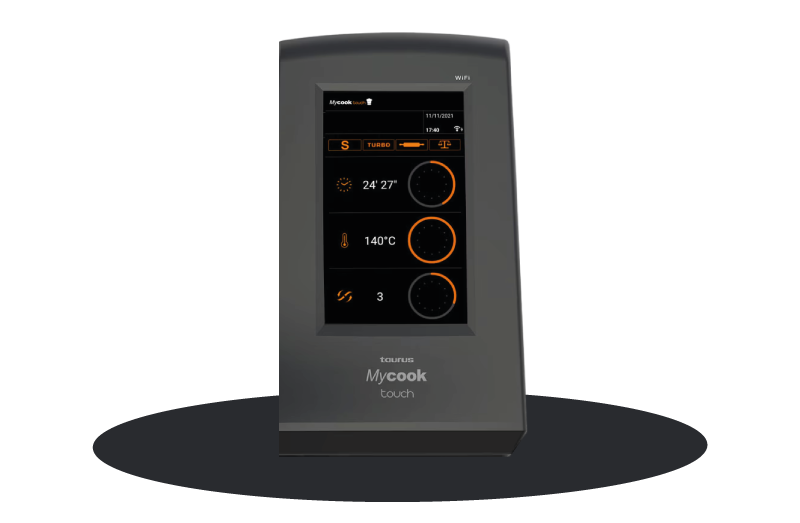 WiFi
Mycook touch
11/11/2021
17:40
S
TURBO
24' 27"
140°C
3
taurus
Mycook
touch